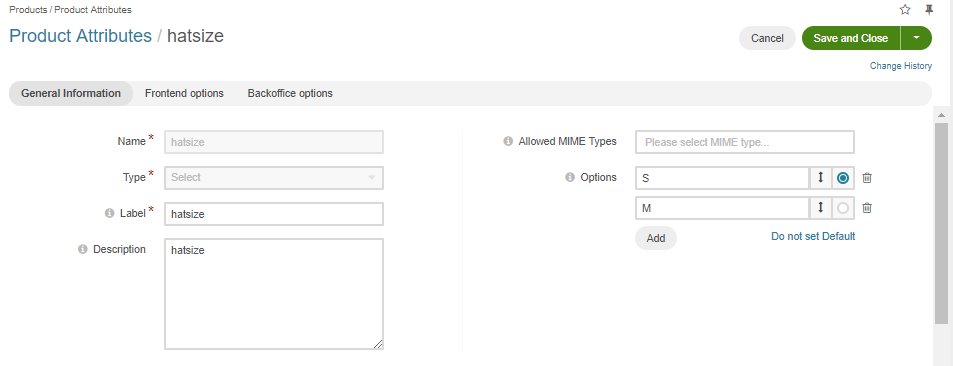 Products / Product Attributes
Product Attributes / hatsize
Cancel
Save and Close
Change History
General Information
Frontend options
Backoffice options
Name *
hatsize
Type *
Select
Label *
hatsize
Description
hatsize
Allowed MIME Types
Please select MIME type...
Options
S
M
Add
Do not set Default